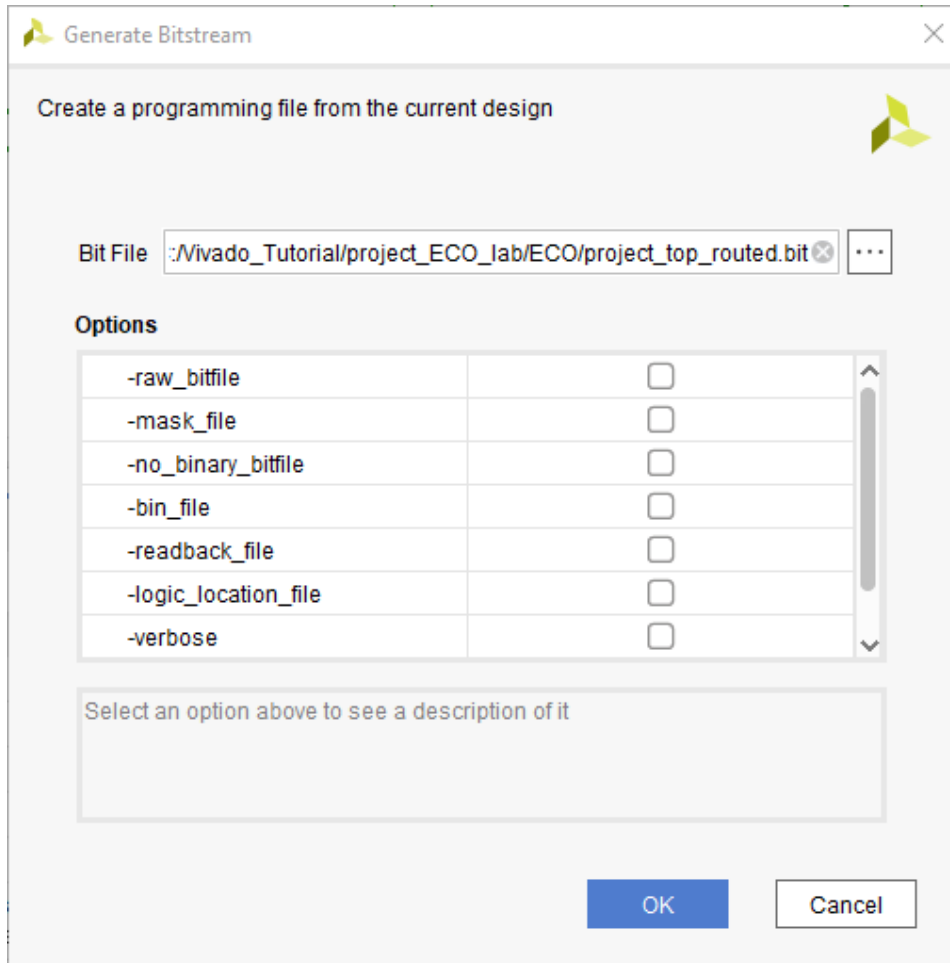 Generate Bitstream
Create a programming file from the current design
Bit File :/Vivado_Tutorial/project_ECO_lab/ECO/project_top_routed.bit ...
Options
-raw_bitfile
-mask_file
-no_binary_bitfile
-bin_file
-readback_file
-logic_location_file
-verbose
Select an option above to see a description of it
OK Cancel